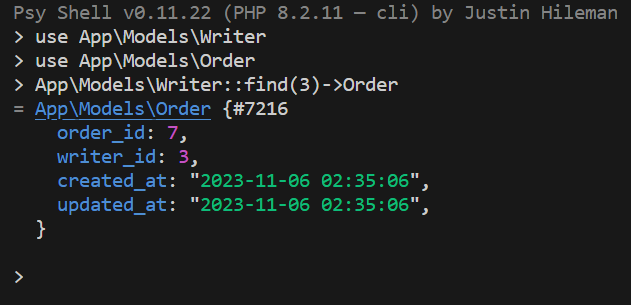 Psy Shell v0.11.22 (PHP 8.2.11 — cli) by Justin Hileman
> use App\Models\Writer
> use App\Models\Order
> App\Models\Writer::find(3)->Order
= App\Models\Order {#7216
    order_id: 7,
    writer_id: 3,
    created_at: "2023-11-06 02:35:06",
    updated_at: "2023-11-06 02:35:06",
  }
>